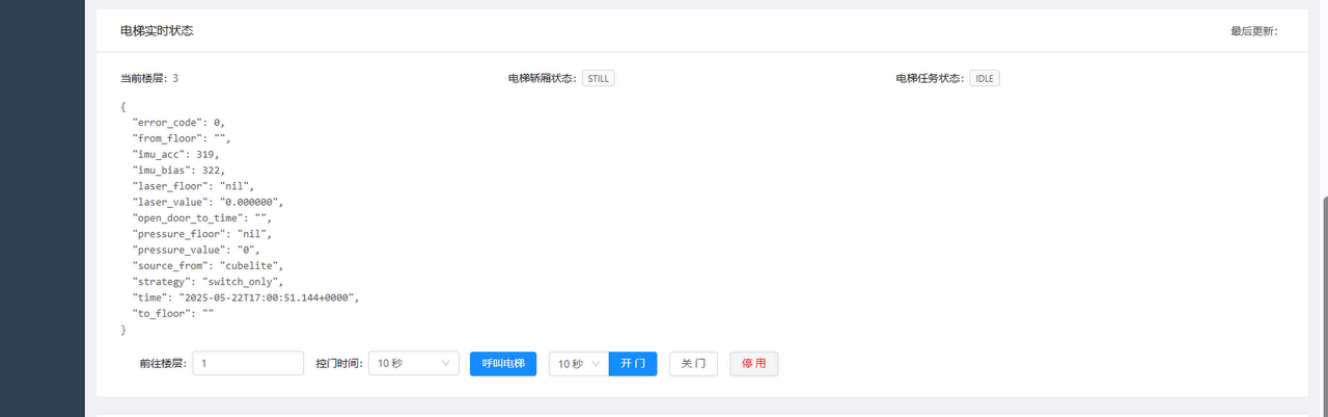 电梯实时状态 最后更新:
当前楼层: 3 电梯轿厢状态: STILL 电梯任务状态: IDLE
{
"error_code": 0,
"from_floor": "",
"imu_acc": 319,
"imu_bias": 322,
"laser_floor": "nil",
"laser_value": "0.000000",
"open_door_to_time": "",
"pressure_floor": "nil",
"pressure_value": "0",
"source_from": "cubelite",
"strategy": "switch_only",
"time": "2025-05-22T17:00:51.144+0000",
"to_floor": ""
}
前往楼层: 1 控门时间: 10 秒 呼叫电梯 10 秒 开 门 关 门 停 用